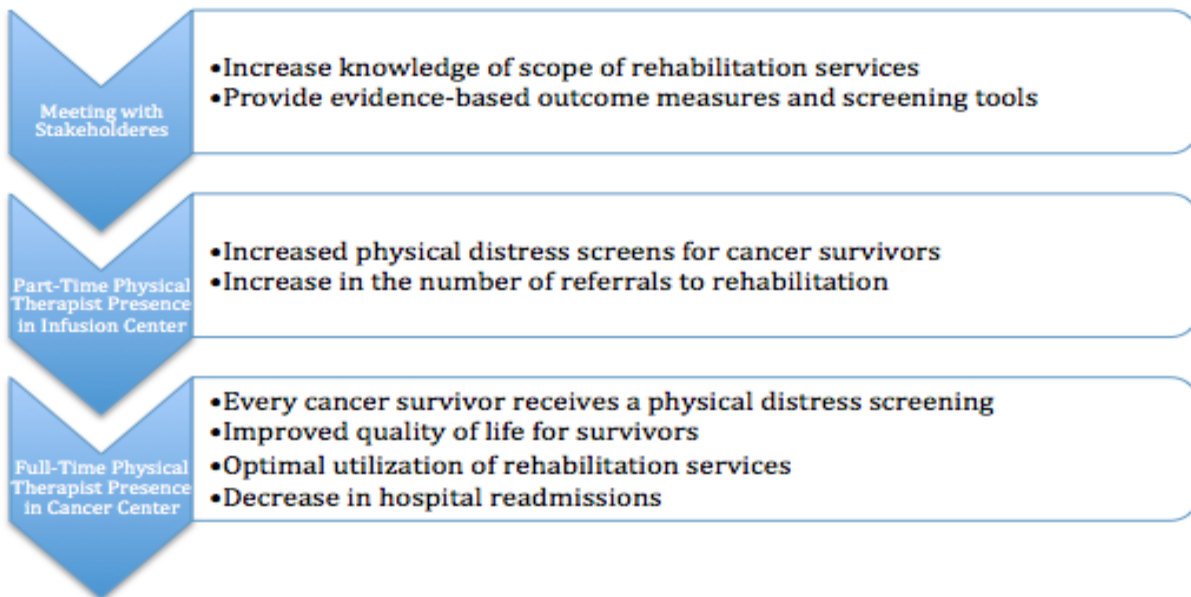 Meeting with
Stakeholderes
•Increase knowledge of scope of rehabilitation services
•Provide evidence-based outcome measures and screening tools
Part-Time Physical
Therapist Presence
in Infusion Center
•Increased physical distress screens for cancer survivors
•Increase in the number of referrals to rehabilitation
Full-Time Physical
Therapist Presence
in Cancer Center
•Every cancer survivor receives a physical distress screening
•Improved quality of life for survivors
•Optimal utilization of rehabilitation services
•Decrease in hospital readmissions